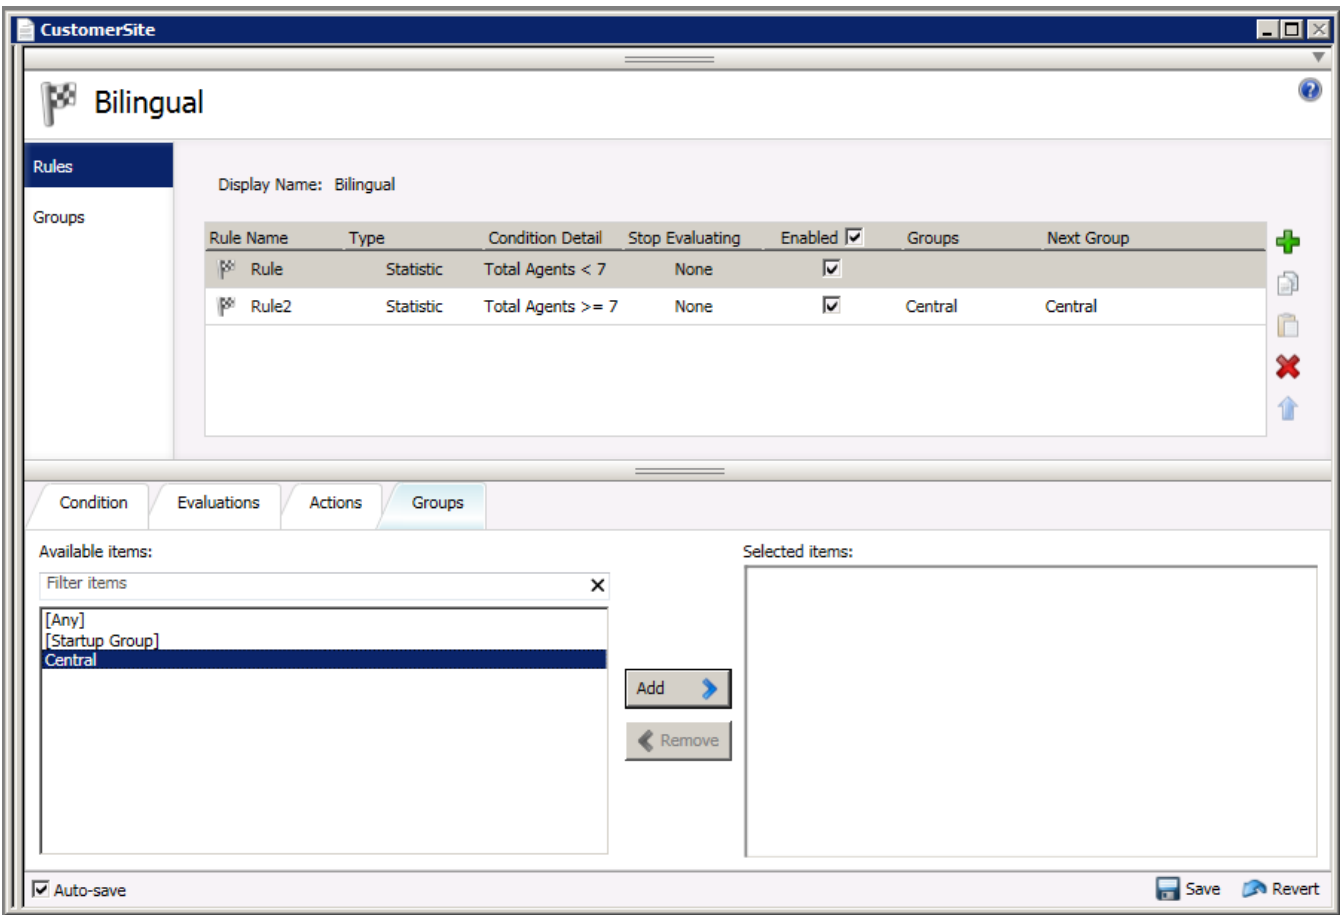 CustomerSite
Bilingual
Rules
Groups
Display Name: Bilingual
Rule Name Type Condition Detail Stop Evaluating Enabled Groups Next Group
Rule Statistic Total Agents < 7 None
Rule2 Statistic Total Agents >= 7 None Central Central
Condition Evaluations Actions Groups
Available items:
Selected items:
Filter items
[Any]
[Startup Group]
Central
Add
Remove
Auto-save
Save Revert